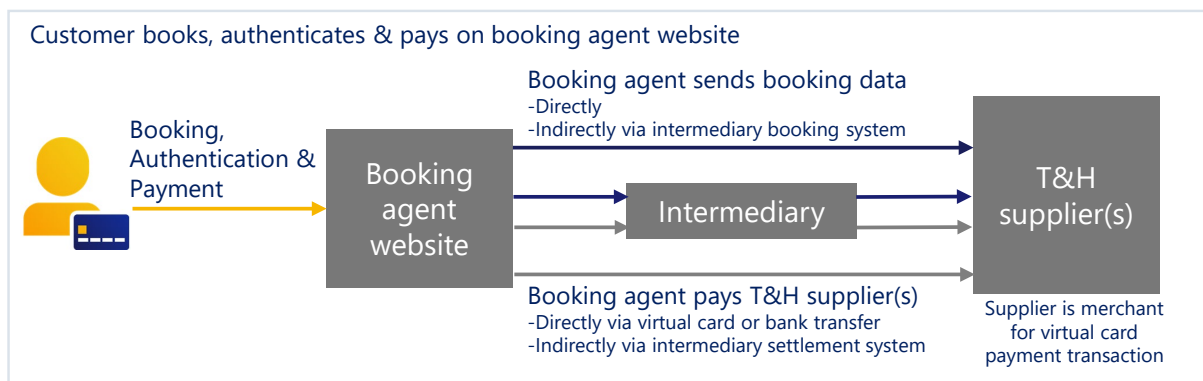 Customer books, authenticates & pays on booking agent website
Booking,
Authentication &
Payment
Booking
agent
website
Booking agent sends booking data
-Directly
-Indirectly via intermediary booking system
Intermediary
Booking agent pays T&H supplier(s)
-Directly via virtual card or bank transfer
-Indirectly via intermediary settlement system
T&H
supplier(s)
Supplier is merchant
for virtual card
payment transaction